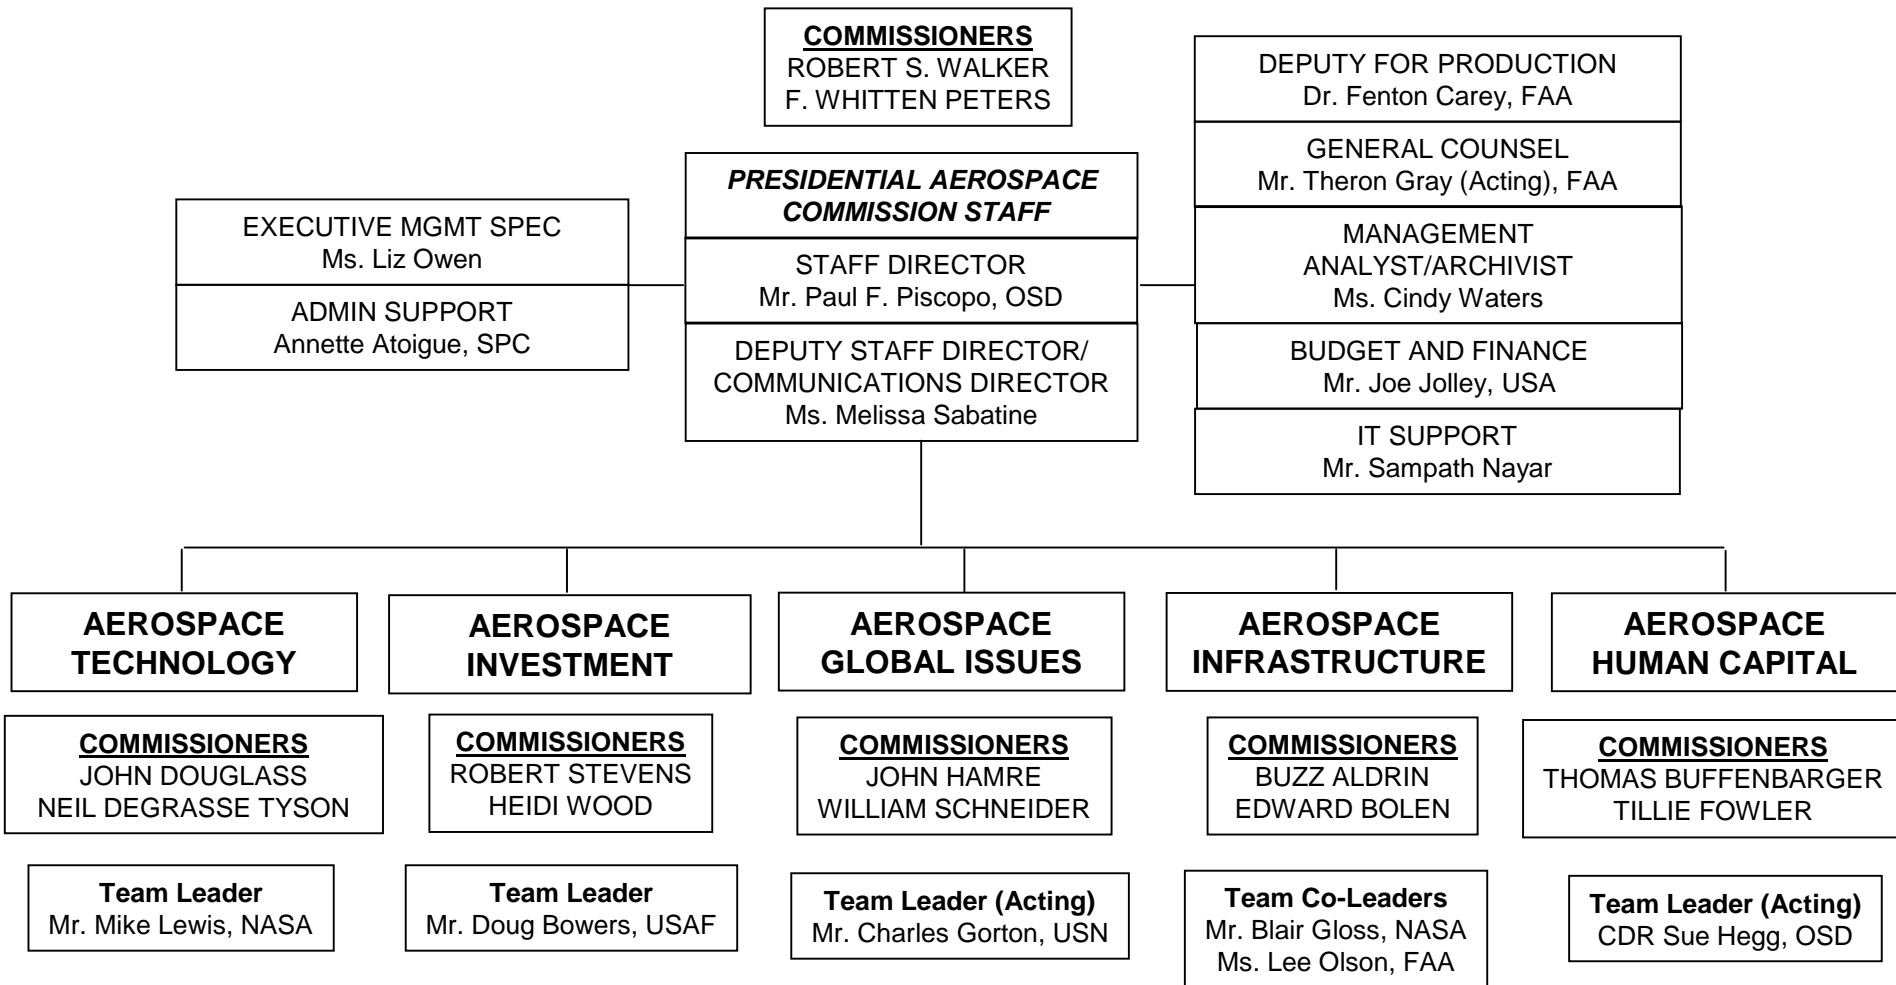 COMMISSIONERS
ROBERT S. WALKER
F. WHITTEN PETERS
EXECUTIVE MGMT SPEC
Ms. Liz Owen
ADMIN SUPPORT
Annette Atoigue, SPC
PRESIDENTIAL AEROSPACE
COMMISSION STAFF
STAFF DIRECTOR
Mr. Paul F. Piscopo, OSD
DEPUTY STAFF DIRECTOR/
COMMUNICATIONS DIRECTOR
Ms. Melissa Sabatine
DEPUTY FOR PRODUCTION
Dr. Fenton Carey, FAA
GENERAL COUNSEL
Mr. Theron Gray (Acting), FAA
MANAGEMENT
ANALYST/ARCHIVIST
Ms. Cindy Waters
BUDGET AND FINANCE
Mr. Joe Jolley, USA
IT SUPPORT
Mr. Sampath Nayar
AEROSPACE
TECHNOLOGY
COMMISSIONERS
JOHN DOUGLASS
NEIL DEGRASSE TYSON
Team Leader
Mr. Mike Lewis, NASA
AEROSPACE
INVESTMENT
COMMISSIONERS
ROBERT STEVENS
HEIDI WOOD
Team Leader
Mr. Doug Bowers, USAF
AEROSPACE
GLOBAL ISSUES
COMMISSIONERS
JOHN HAMRE
WILLIAM SCHNEIDER
Team Leader (Acting)
Mr. Charles Gorton, USN
AEROSPACE
INFRASTRUCTURE
COMMISSIONERS
BUZZ ALDRIN
EDWARD BOLEN
Team Co-Leaders
Mr. Blair Gloss, NASA
Ms. Lee Olson, FAA
AEROSPACE
HUMAN CAPITAL
COMMISSIONERS
THOMAS BUFFENBARGER
TILLIE FOWLER
Team Leader (Acting)
CDR Sue Hegg, OSD